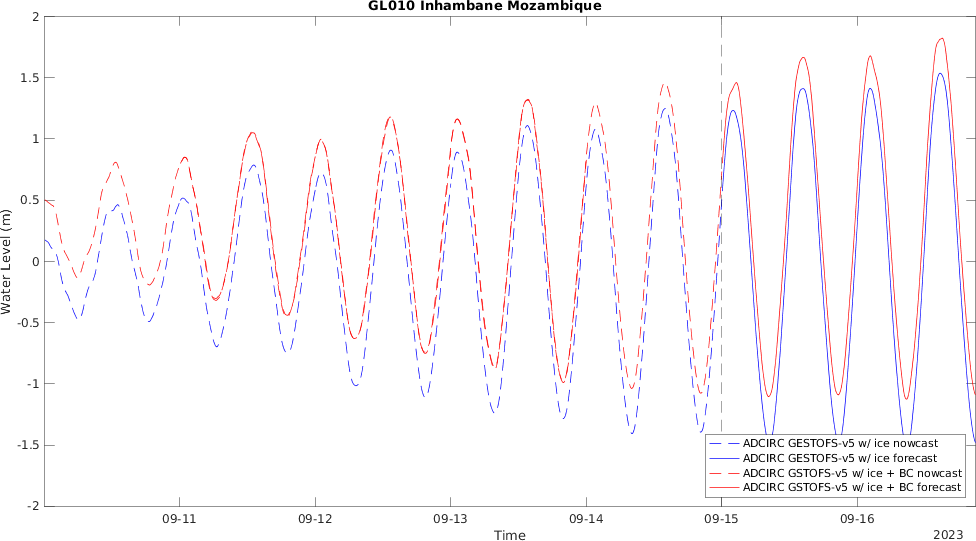 GL010 Inhambane Mozambique
2
1.5
1
0.5
0
-0.5
-1
-1.5
-2
Water Level (m)
ADCIRC GESTOFS-v5 w/ ice nowcast
ADCIRC GESTOFS-v5 w/ ice forecast
ADCIRC GSTOFS-v5 w/ ice + BC nowcast
ADCIRC GSTOFS-v5 w/ ice + BC forecast
09-11 09-12 09-13 09-14 09-15 09-16
Time
2023